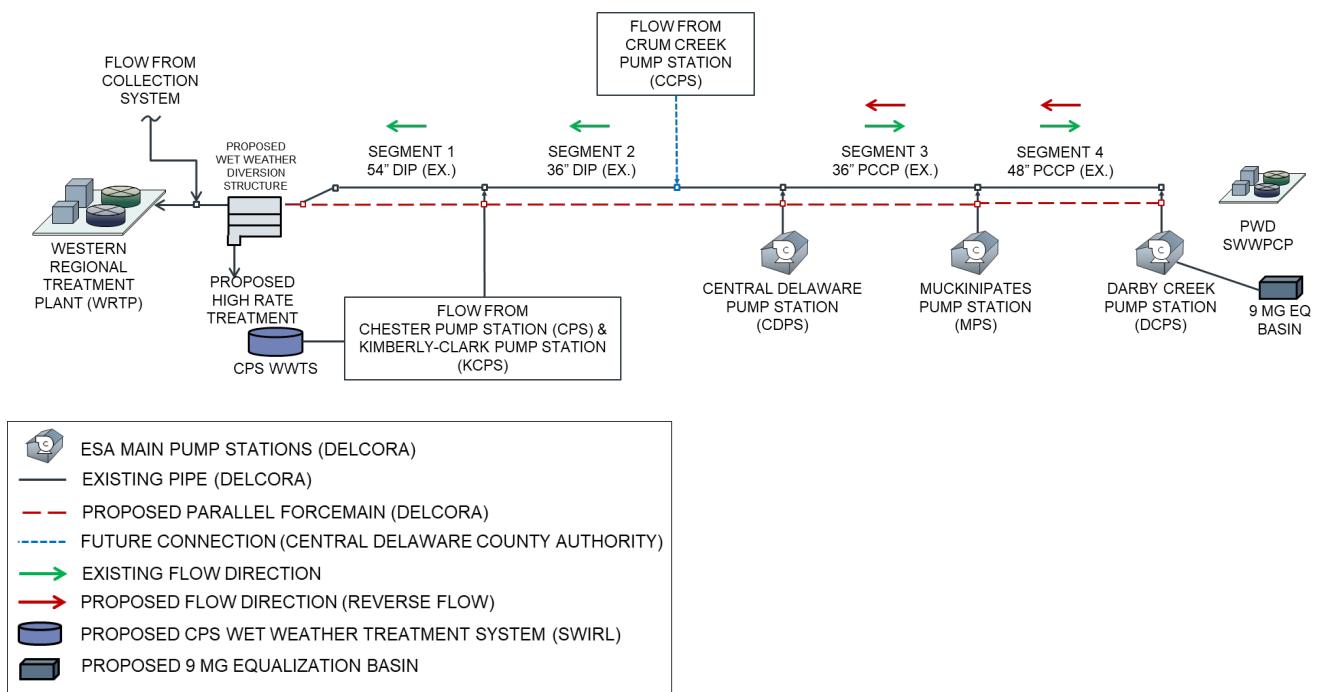 FLOW FROM
CRUM CREEK
PUMP STATION
(CCPS)
FLOW FROM
COLLECTION
SYSTEM
PROPOSED
WET WEATHER
DIVERSION
STRUCTURE
SEGMENT 1
54” DIP (EX.)
SEGMENT 2
36” DIP (EX.)
SEGMENT 3
36” PCCP (EX.)
SEGMENT 4
48” PCCP (EX.)
WESTERN
REGIONAL
TREATMENT
PLANT (WRTP)
PROPOSED
HIGH RATE
TREATMENT
CPS WWTS
FLOW FROM
CHESTER PUMP STATION (CPS) &
KIMBERLY-CLARK PUMP STATION
(KCPS)
C
CENTRAL DELAWARE
PUMP STATION
(CDPS)
C
MUCKINIPATES
PUMP STATION
(MPS)
C
DARBY CREEK
PUMP STATION
(DCPS)
PWD
SWWPCP
9 MG EQ
BASIN
C
ESA MAIN PUMP STATIONS (DELCORA)
EXISTING PIPE (DELCORA)
PROPOSED PARALLEL FORCEMAIN (DELCORA)
FUTURE CONNECTION (CENTRAL DELAWARE COUNTY AUTHORITY)
EXISTING FLOW DIRECTION
PROPOSED FLOW DIRECTION (REVERSE FLOW)
PROPOSED CPS WET WEATHER TREATMENT SYSTEM (SWIRL)
PROPOSED 9 MG EQUALIZATION BASIN